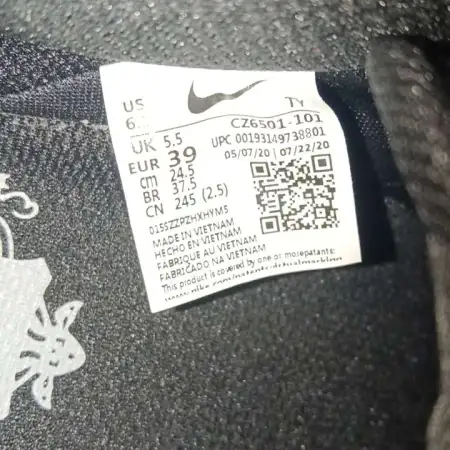 US
TY
CZ6501-101
UK 5.5
UPC 00193149738801
EUR 39
05/07/20 | 07/22/20
cm 24.5
BR 37.5
CN 245 (2.5)
015SZZPZHXHYM5
MADE IN VIETNAM
HECHO EN VIETNAM
FABRIQUE AU VIETNAM
FABRICADO NA VIETNAM
This product is covered by one or more patents: